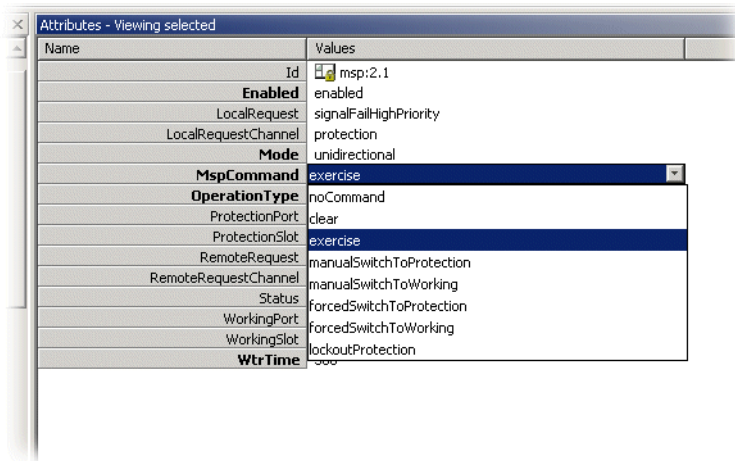 Attributes - Viewing selected
Name Values
Id msp:2.1
Enabled enabled
LocalRequest signalFailHighPriority
LocalRequestChannel protection
Mode unidirectional
MspCommand exercise
OperationType noCommand
ProtectionPort clear
ProtectionSlot exercise
RemoteRequest manualSwitchToProtection
RemoteRequestChannel manualSwitchToWorking
Status forcedSwitchToProtection
WorkingPort forcedSwitchToWorking
WorkingSlot lockoutProtection
WtrTime